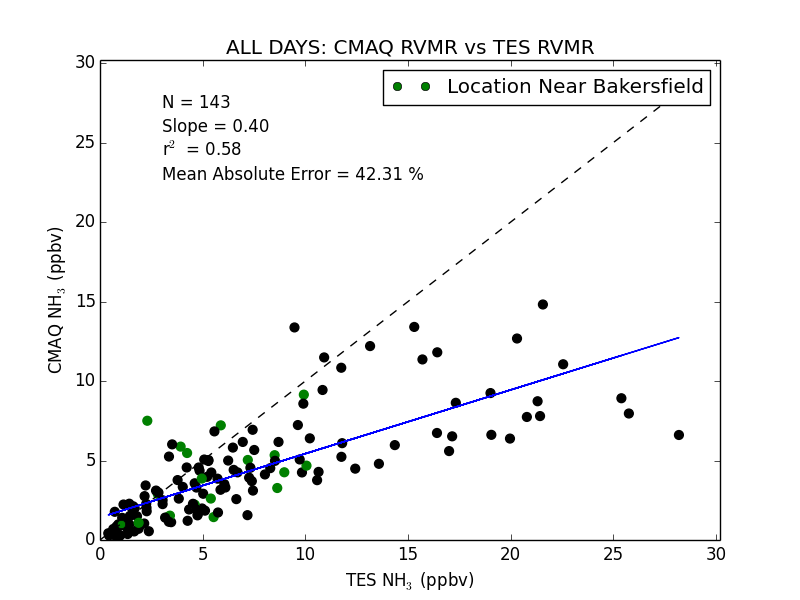 ALL DAYS: CMAQ RVMR vs TES RVMR
Location Near Bakersfield
N = 143
Slope = 0.40
r² = 0.58
Mean Absolute Error = 42.31 %
CMAQ NH₃ (ppbv)
30
25
20
15
10
5
0
0 5 10 15 20 25 30
TES NH₃ (ppbv)